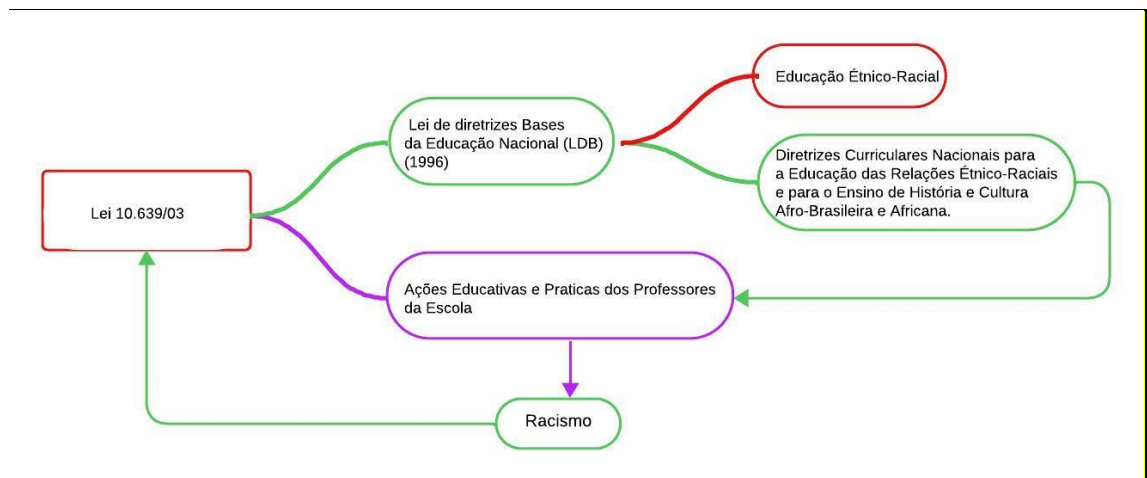 Educação Étnico-Racial
Lei de diretrizes Bases
da Educação Nacional (LDB)
(1996)
Diretrizes Curriculares Nacionais para
a Educação das Relações Étnico-Raciais
e para o Ensino de História e Cultura
Afro-Brasileira e Africana.
Lei 10.639/03
Ações Educativas e Praticas dos Professores
da Escola
Racismo